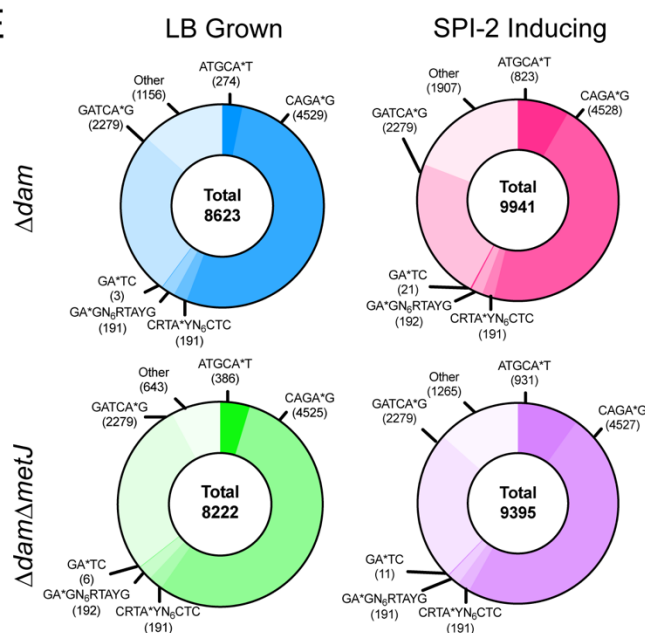 E
LB Grown
SPI-2 Inducing
Δdam
Other
(1156)
ATGCA*T
(274)
GATCA*G
(2279)
CAGA*G
(4529)
Total
8623
GA*TC
(3)
GA*GN₆RTAYG
(191)
CRTA*YN₆CTC
(191)
Other
(1907)
ATGCA*T
(823)
GATCA*G
(2279)
CAGA*G
(4528)
Total
9941
GA*TC
(21)
GA*GN₆RTAYG
(192)
CRTA*YN₆CTC
(191)
ΔdamΔmetJ
Other
(643)
ATGCA*T
(386)
GATCA*G
(2279)
CAGA*G
(4525)
Total
8222
GA*TC
(6)
GA*GN₆RTAYG
(192)
CRTA*YN₆CTC
(191)
Other
(1265)
ATGCA*T
(931)
GATCA*G
(2279)
CAGA*G
(4527)
Total
9395
GA*TC
(11)
GA*GN₆RTAYG
(191)
CRTA*YN₆CTC
(191)